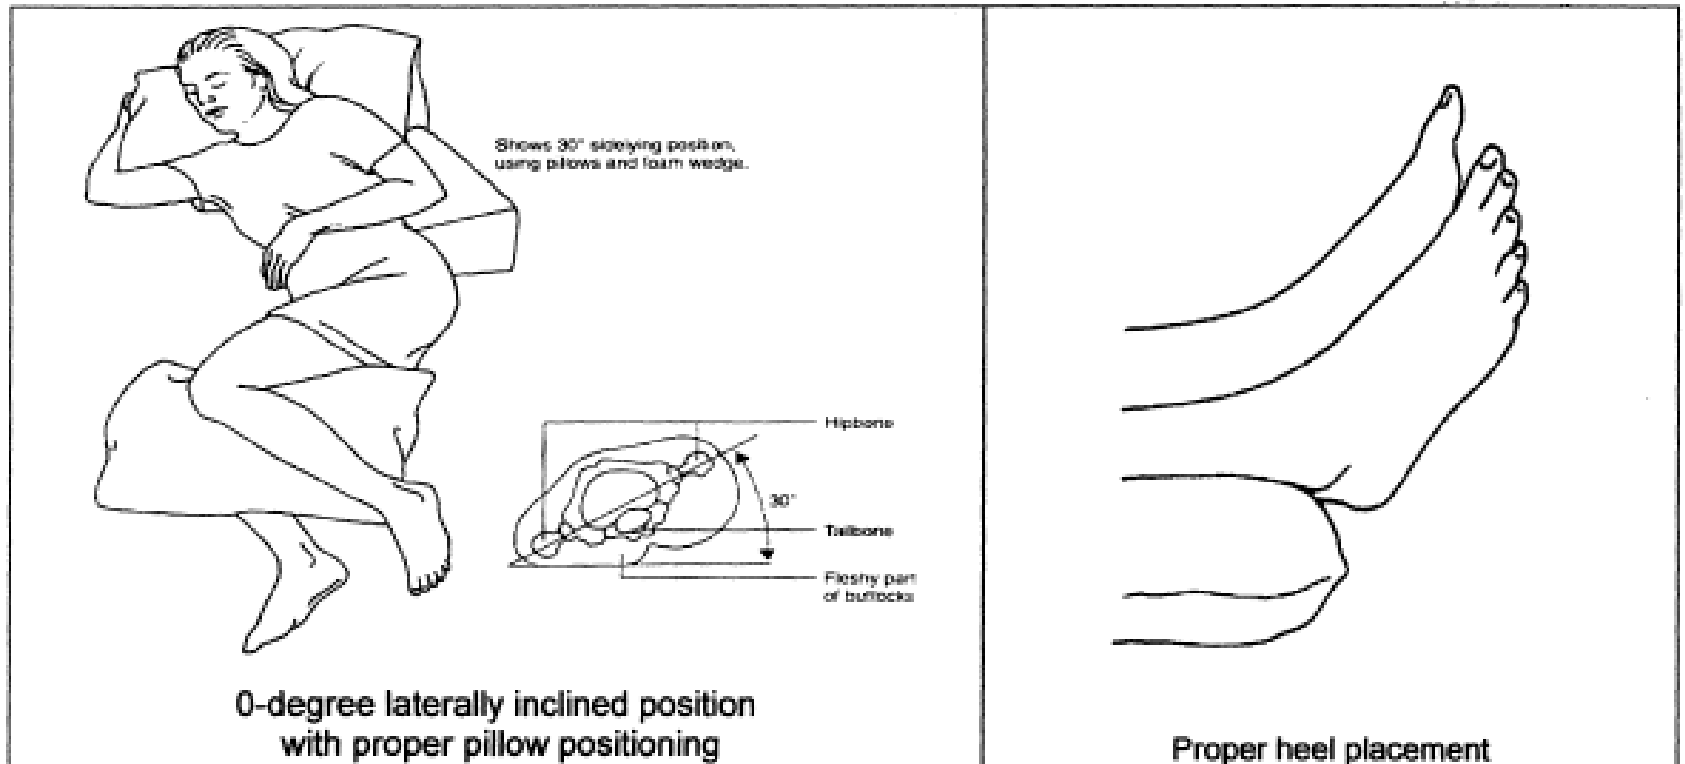 Shows 30° sidelying position,
using pillows and foam wedge.
Hipbone
30°
Tailbone
Fleshy part
of buttocks
0-degree laterally inclined position
with proper pillow positioning
Proper heel placement